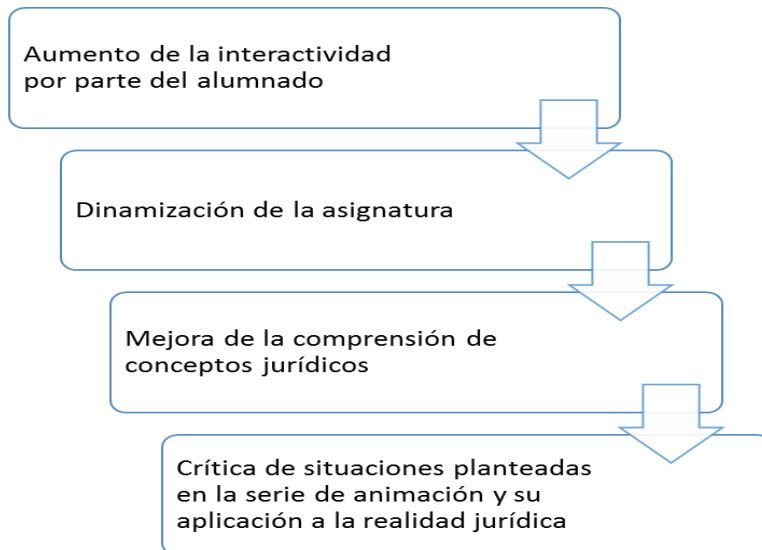 Aumento de la interactividad
por parte del alumnado
Dinamización de la asignatura
Mejora de la comprensión de
conceptos jurídicos
Crítica de situaciones planteadas
en la serie de animación y su
aplicación a la realidad jurídica